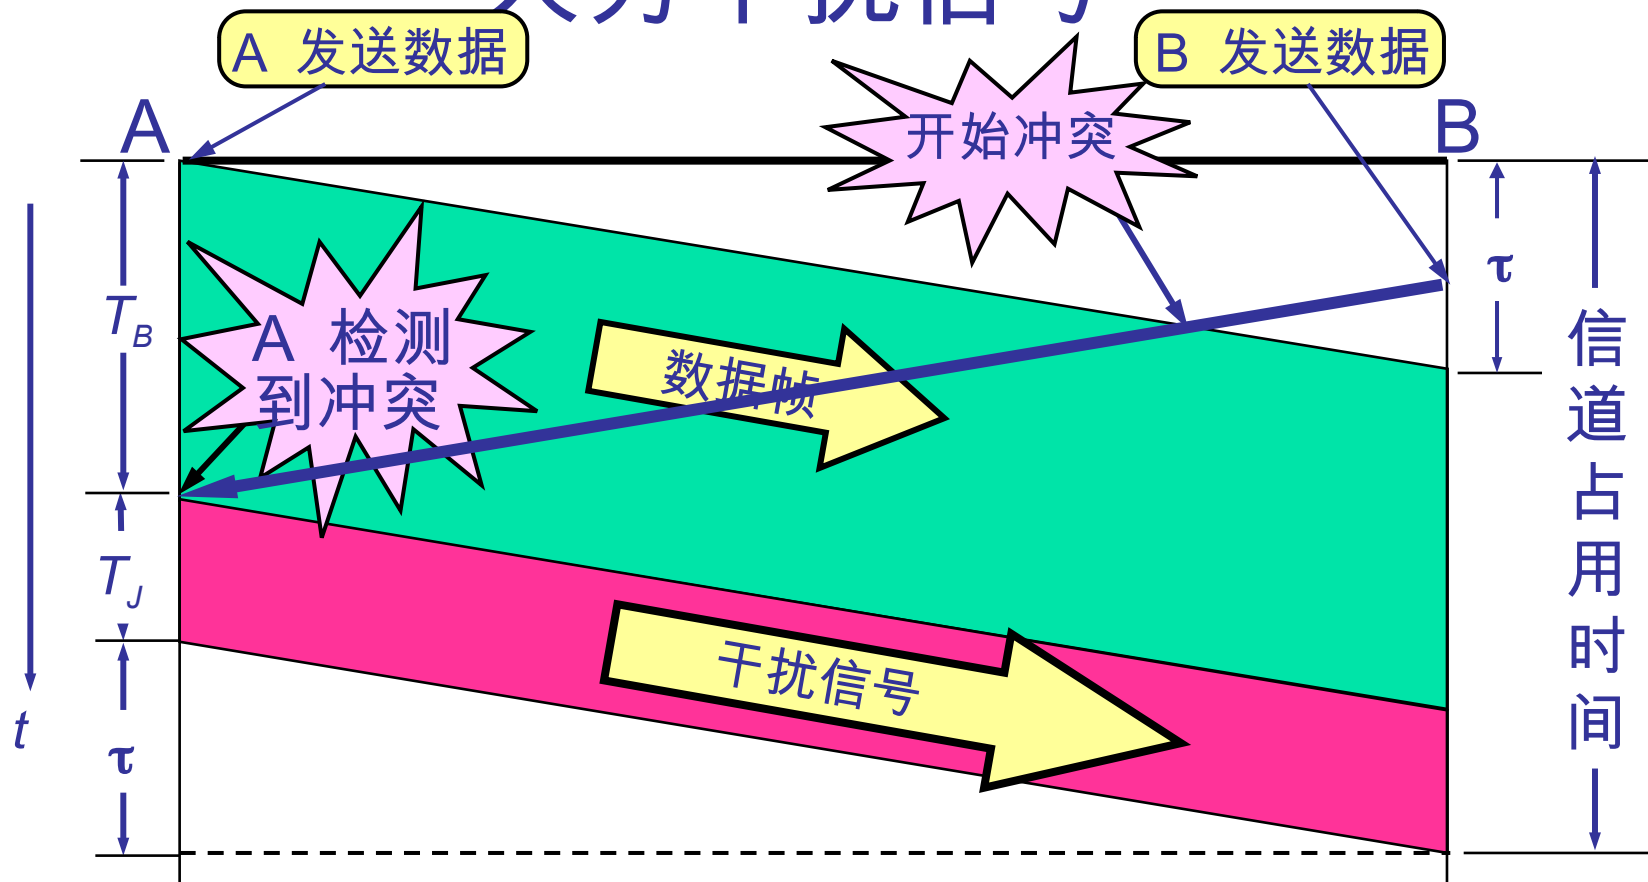 A 发送数据
B 发送数据
A
B
开始冲突
τ
T_B
A 检测
到冲突
数据帧
信道占用时间
T_J
干扰信号
t
τ